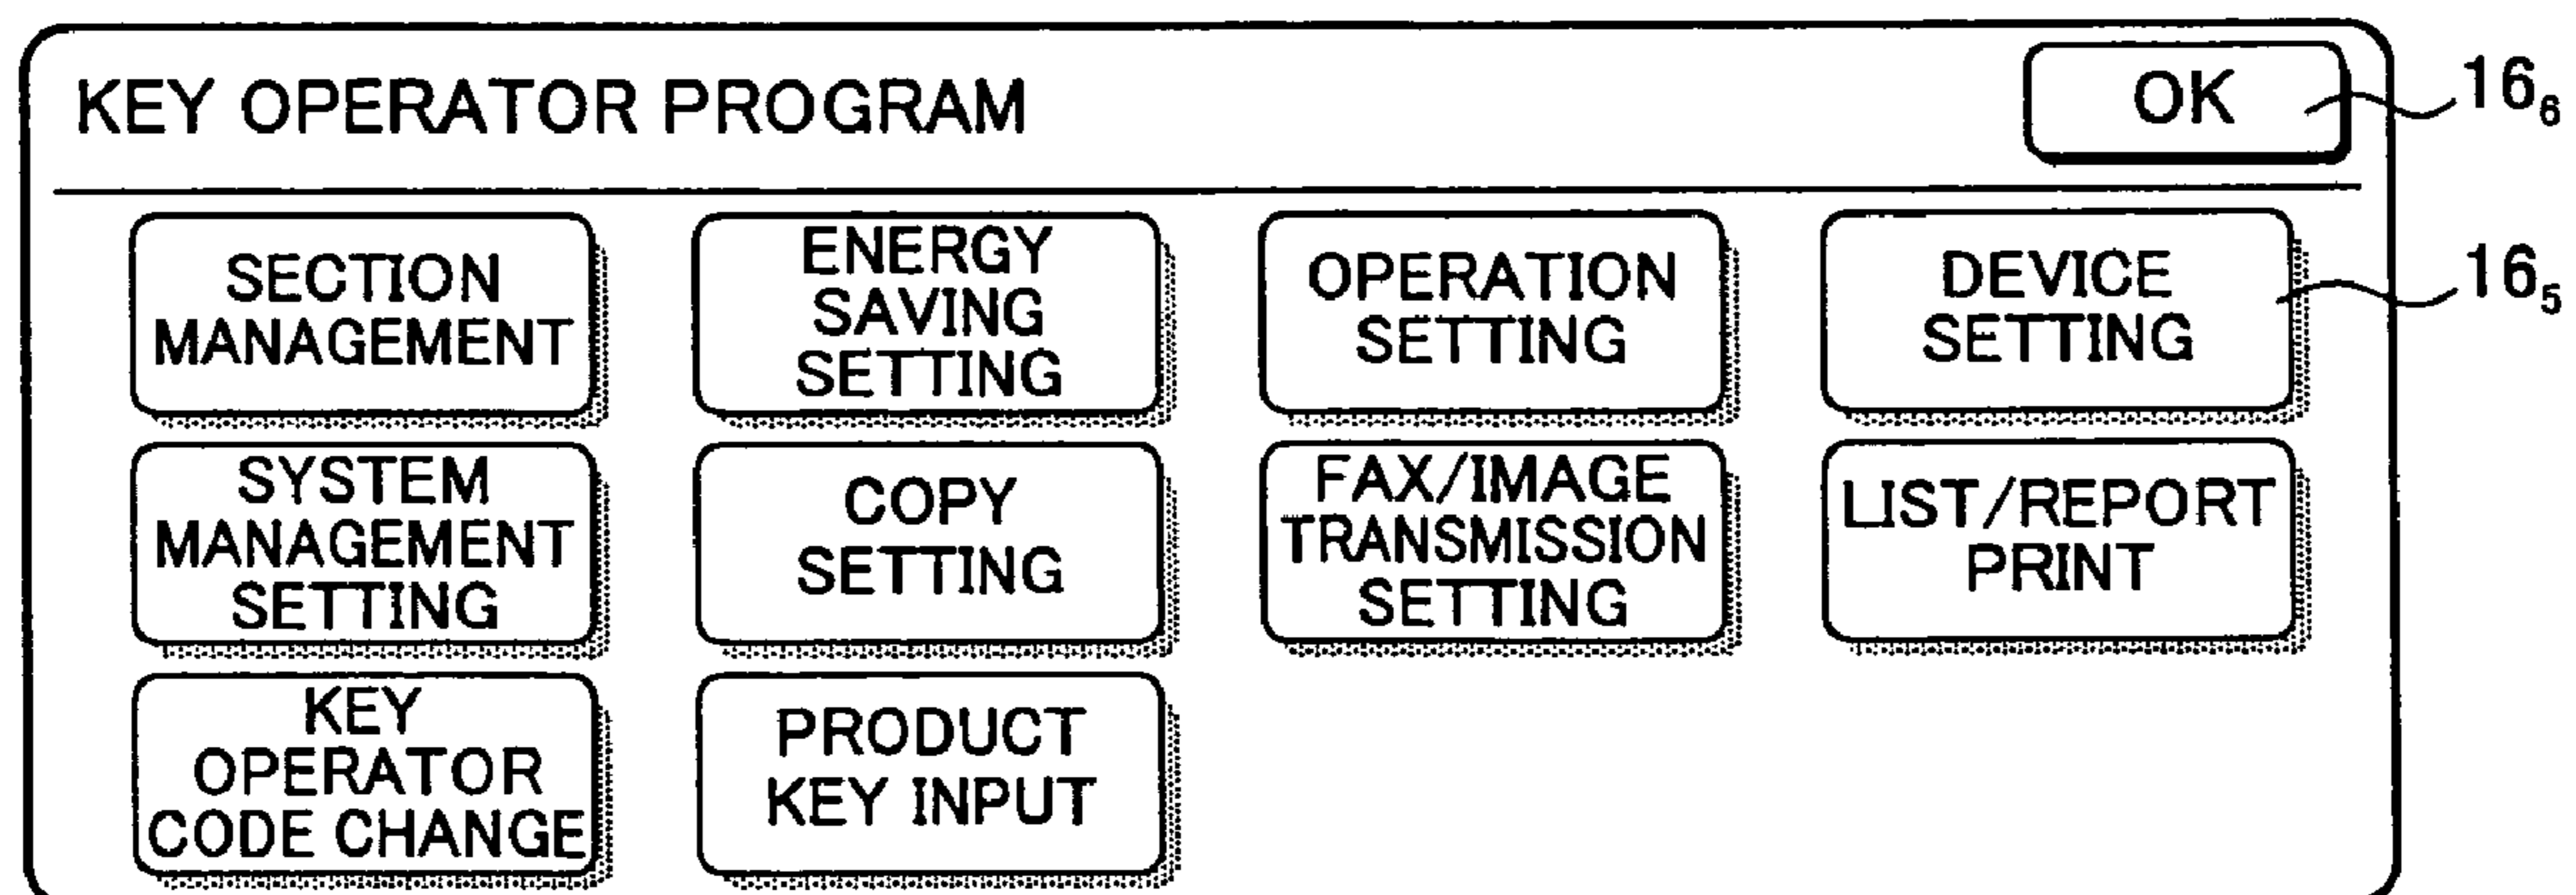 KEY OPERATOR PROGRAM
OK
16₆
SECTION
MANAGEMENT
ENERGY
SAVING
SETTING
OPERATION
SETTING
DEVICE
SETTING
16₅
SYSTEM
MANAGEMENT
SETTING
COPY
SETTING
FAX/IMAGE
TRANSMISSION
SETTING
LIST/REPORT
PRINT
KEY
OPERATOR
CODE CHANGE
PRODUCT
KEY INPUT